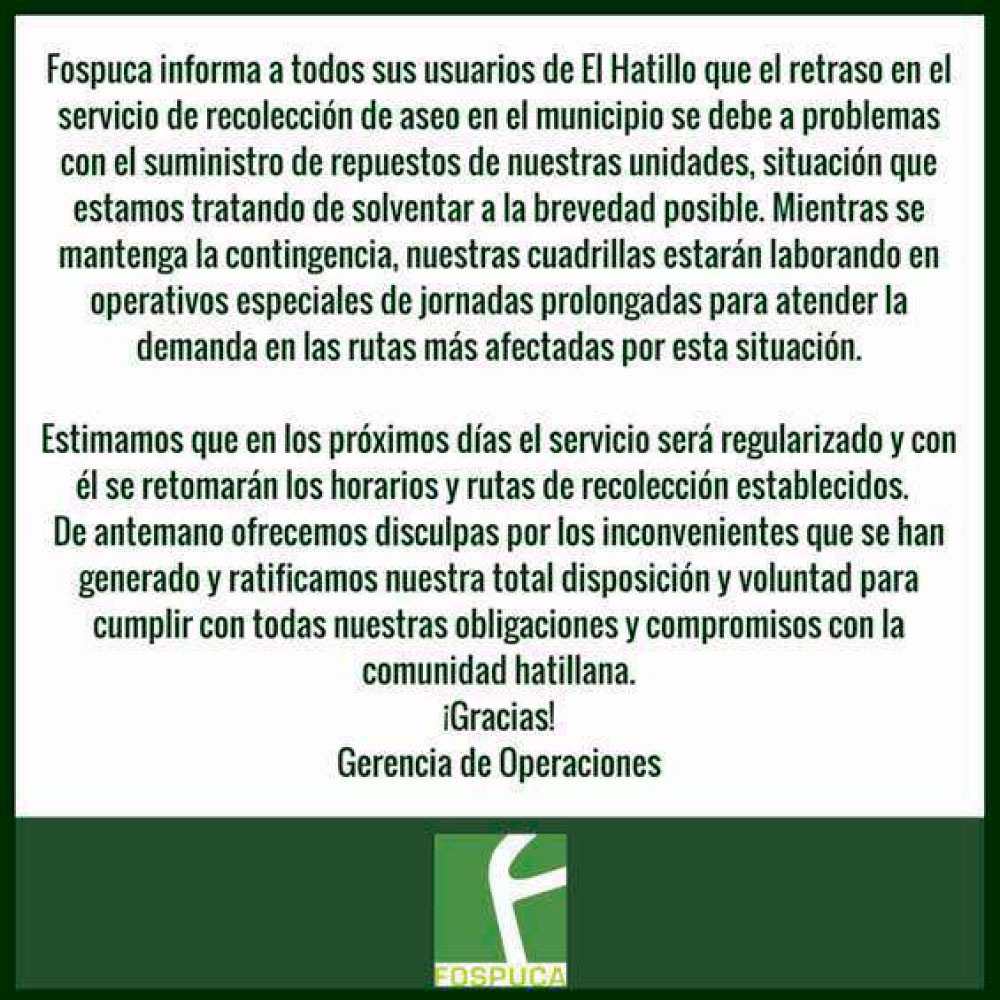 Fospuca informa a todos sus usuarios de El Hatillo que el retraso en el
servicio de recolección de aseo en el municipio se debe a problemas
con el suministro de repuestos de nuestras unidades, situación que
estamos tratando de solventar a la brevedad posible. Mientras se
mantenga la contingencia, nuestras cuadrillas estarán laborando en
operativos especiales de jornadas prolongadas para atender la
demanda en las rutas más afectadas por esta situación.
Estimamos que en los próximos días el servicio será regularizado y con
él se retomarán los horarios y rutas de recolección establecidos.
De antemano ofrecemos disculpas por los inconvenientes que se han
generado y ratificamos nuestra total disposición y voluntad para
cumplir con todas nuestras obligaciones y compromisos con la
comunidad hatillana.
¡Gracias!
Gerencia de Operaciones
FOSPUCA